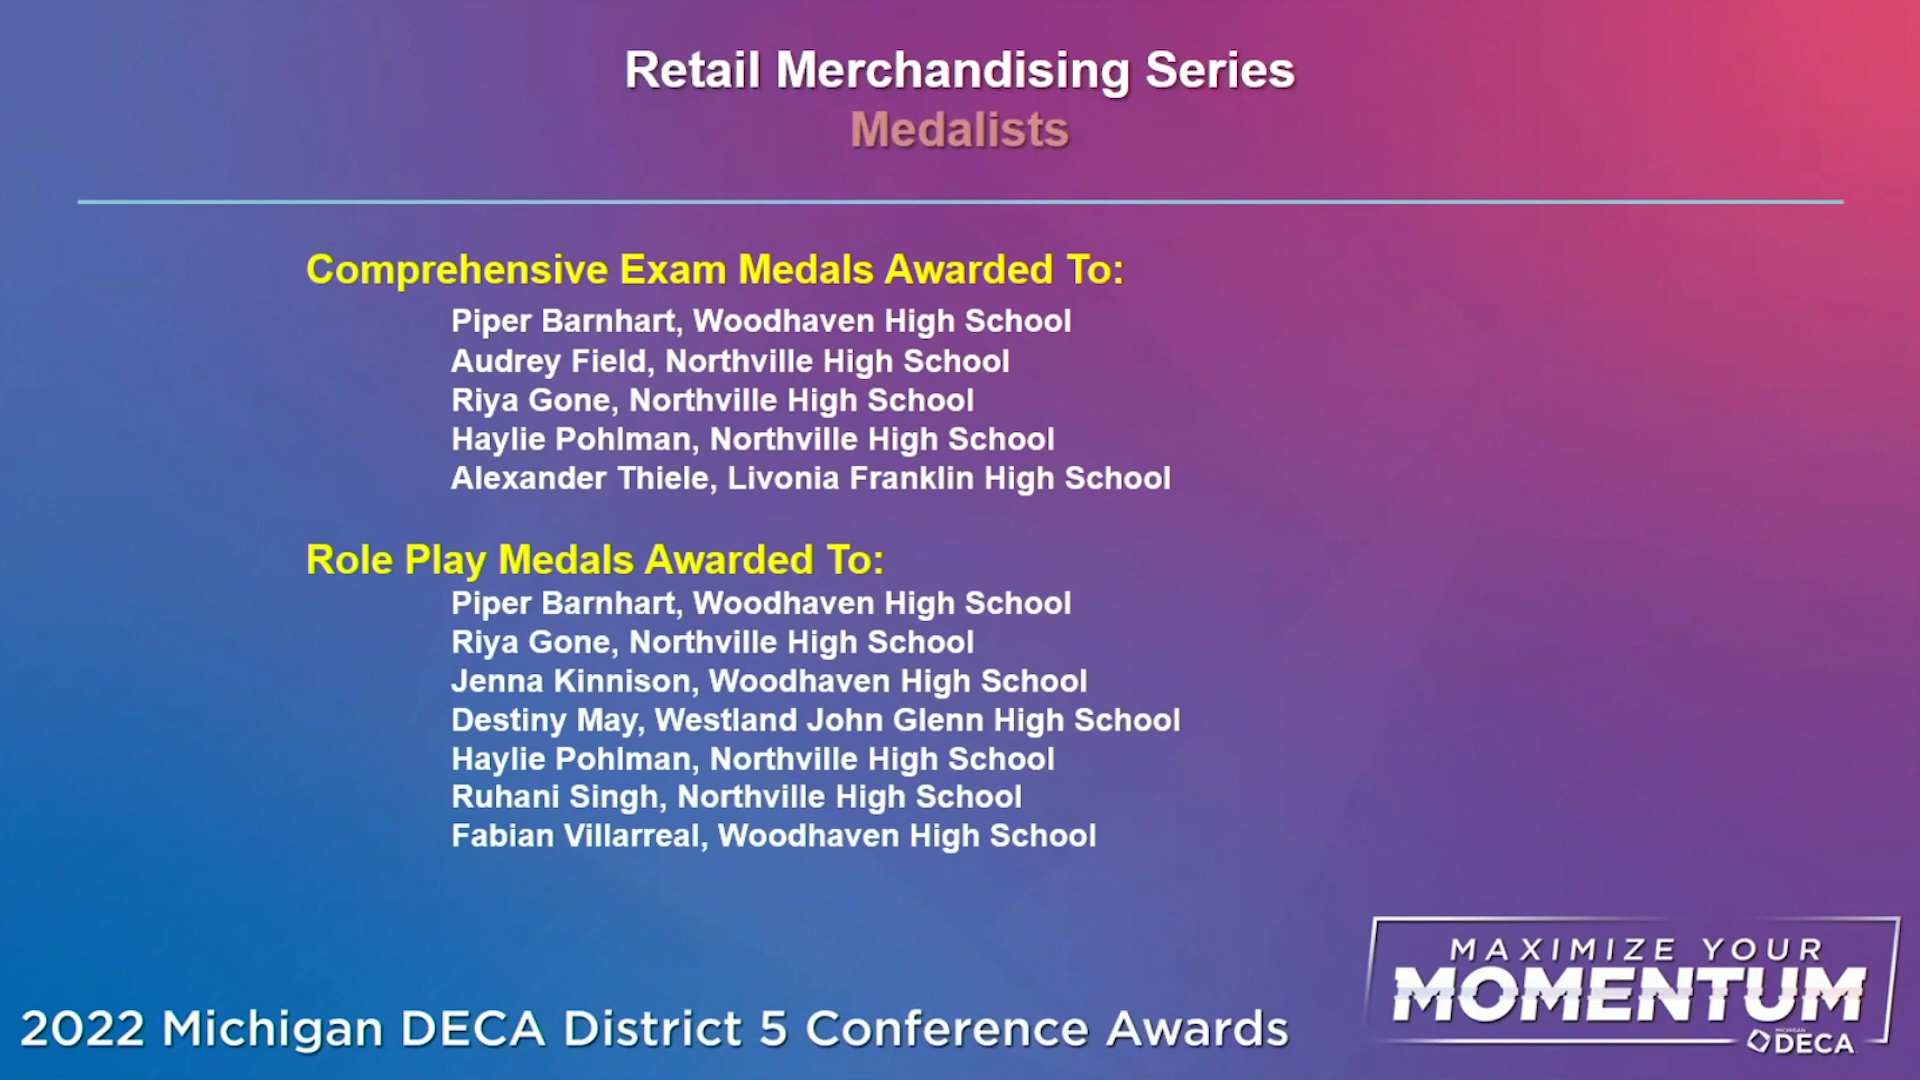 Retail Merchandising Series
Medalists
Comprehensive Exam Medals Awarded To:
Piper Barnhart, Woodhaven High School
Audrey Field, Northville High School
Riya Gone, Northville High School
Haylie Pohlman, Northville High School
Alexander Thiele, Livonia Franklin High School
Role Play Medals Awarded To:
Piper Barnhart, Woodhaven High School
Riya Gone, Northville High School
Jenna Kinnison, Woodhaven High School
Destiny May, Westland John Glenn High School
Haylie Pohlman, Northville High School
Ruhani Singh, Northville High School
Fabian Villarreal, Woodhaven High School
MAXIMIZE YOUR
MOMENTUM
MICHIGAN
DECA
2022 Michigan DECA District 5 Conference Awards